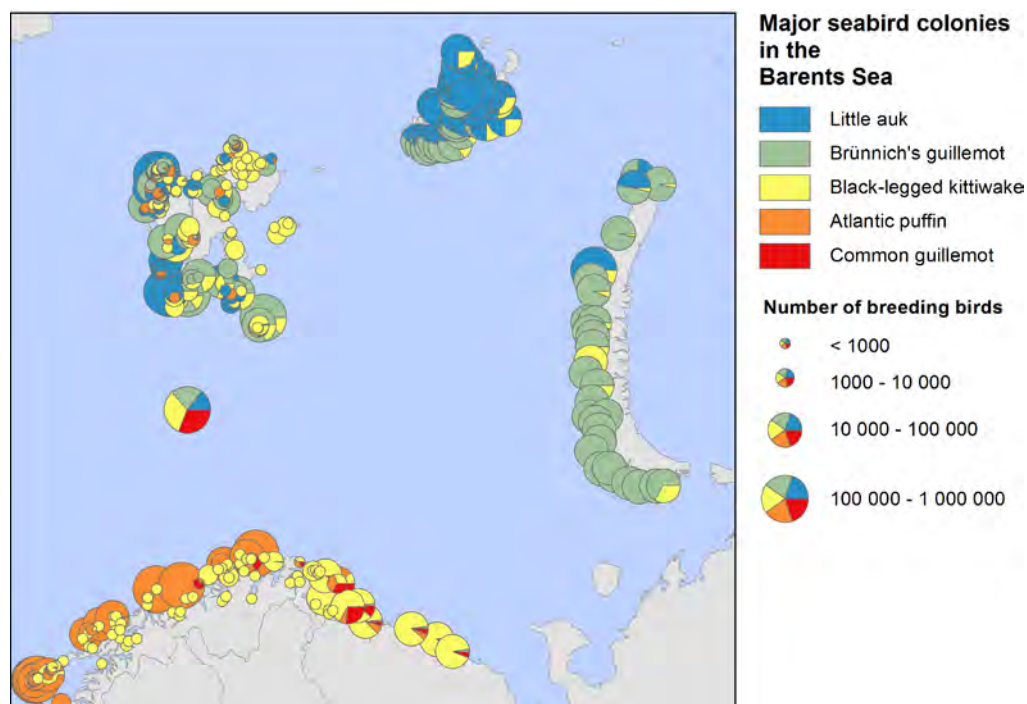 Major seabird colonies
in the
Barents Sea
Little auk
Brünnich's guillemot
Black-legged kittiwake
Atlantic puffin
Common guillemot
Number of breeding birds
< 1000
1000 - 10 000
10 000 - 100 000
100 000 - 1 000 000